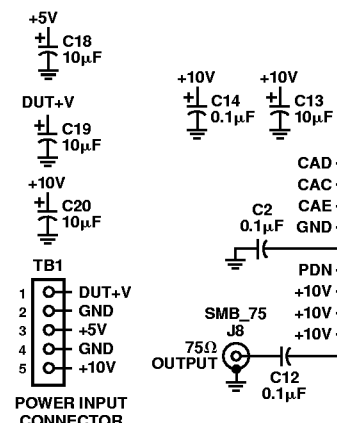 +5V
+ C18
10µF
DUT+V
+ C19
10µF
+10V
+ C20
10µF
+10V
+ C14
0.1µF
+10V
+ C13
10µF
CAD
CAC
CAE
GND
C2
0.1µF
PDN
+10V
+10V
+10V
SMB_75
J8
75Ω
OUTPUT
C12
0.1µF
TB1
1 DUT+V
2 GND
3 +5V
4 GND
5 +10V
POWER INPUT
CONNECTOR